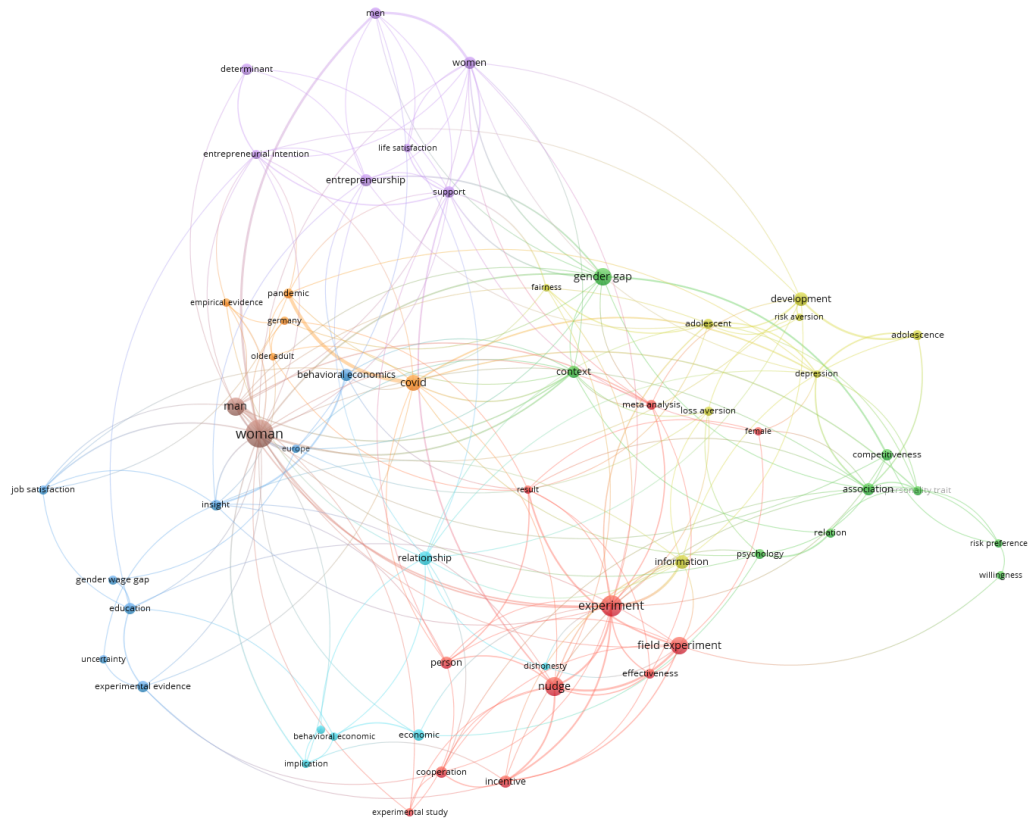 men
women
determinant
life satisfaction
entrepreneurial intention
entrepreneurship
support
gender gap
fairness
pandemic
development
empirical evidence
risk aversion
germany
adolescent
adolescence
older adult
context
behavioral economics
covid
depression
man
meta analysis
loss aversion
woman
female
europe
competitiveness
job satisfaction
result
association
personality trait
insight
relation
risk preference
relationship
psychology
information
willingness
gender wage gap
education
experiment
field experiment
uncertainty
person
dishonesty
effectiveness
experimental evidence
nudge
behavioral economic
economic
implication
cooperation
incentive
experimental study